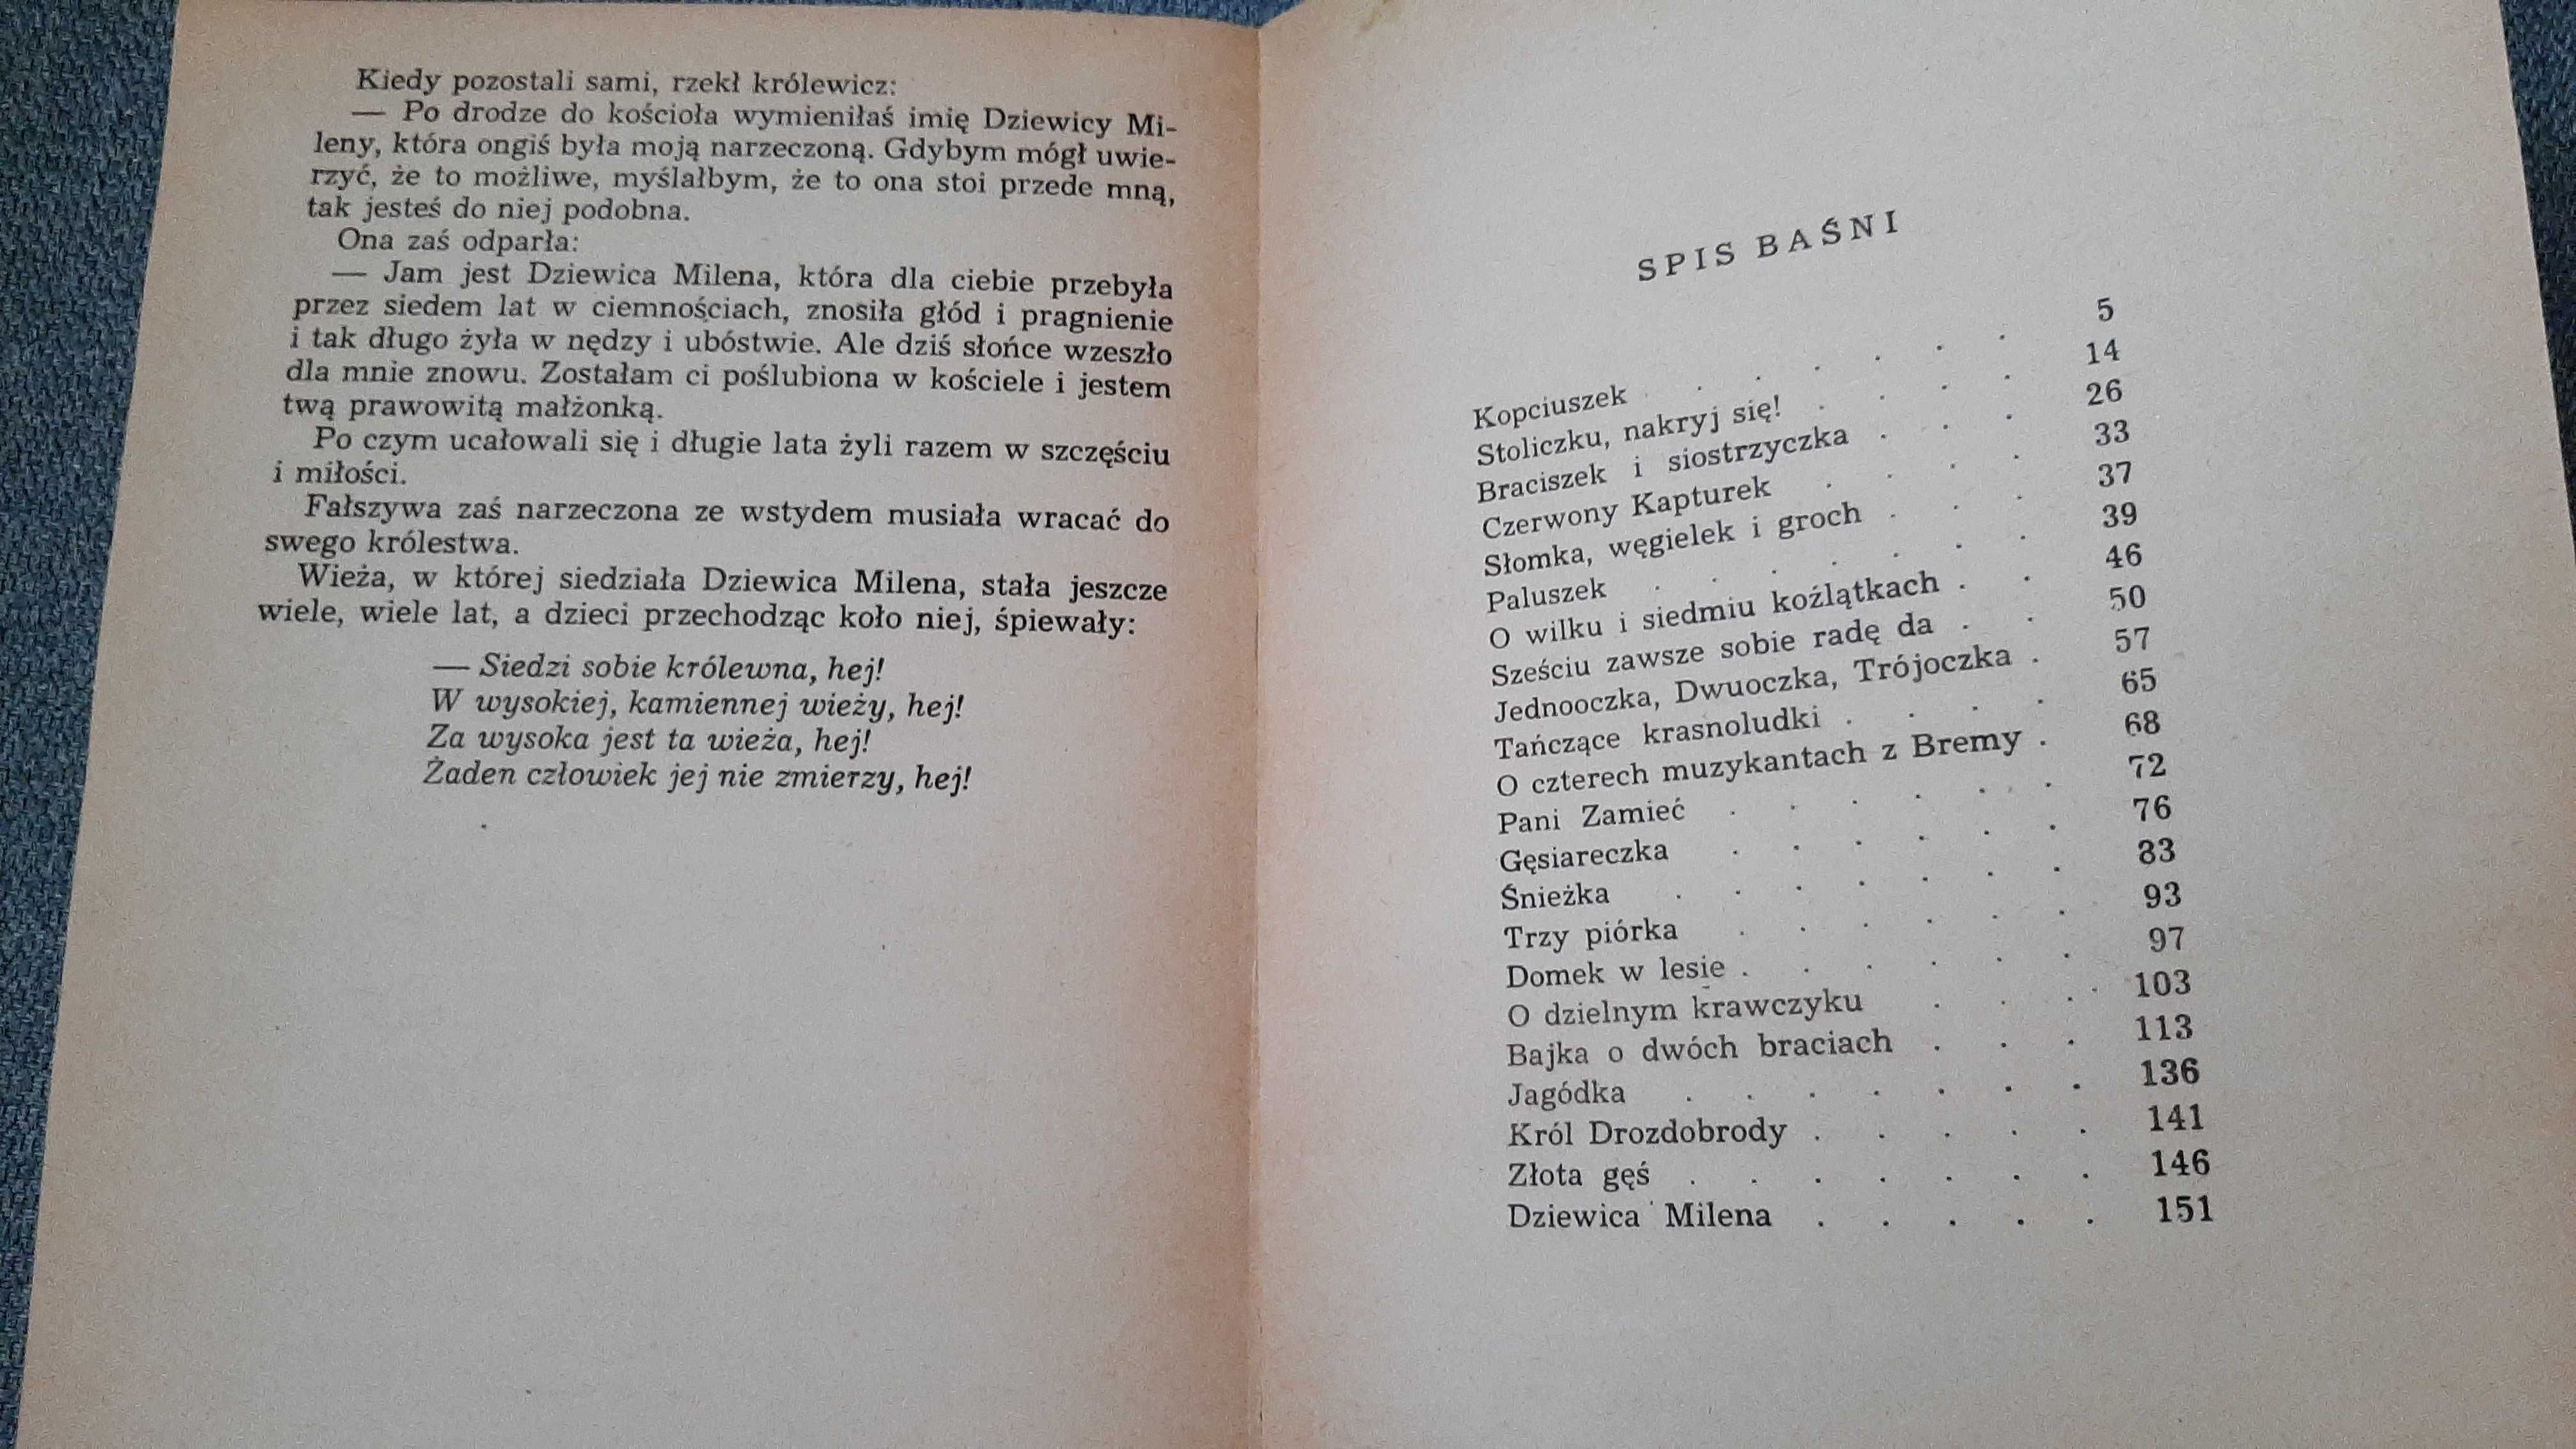 Kiedy pozostali sami, rzekł królewicz:
— Po drodze do kościoła wymieniłaś imię Dziewicy Mi-
leny, która ongiś była moją narzeczoną. Gdybym mógł uwie-
rzyć, że to możliwe, myślałbym, że to ona stoi przede mną,
tak jesteś do niej podobna.
Ona zaś odparła:
— Jam jest Dziewica Milena, która dla ciebie przebyła
przez siedem lat w ciemnościach, znosiła głód i pragnienie
i tak długo żyła w nędzy i ubóstwie. Ale dziś słońce wzeszło
dla mnie znowu. Zostałam ci poślubiona w kościele i jestem
twą prawowitą małżonką.
Po czym ucałowali się i długie lata żyli razem w szczęściu
i miłości.
Fałszywa zaś narzeczona ze wstydem musiała wracać do
swego królestwa.
Wieża, w której siedziała Dziewica Milena, stała jeszcze
wiele, wiele lat, a dzieci przechodząc koło niej, śpiewały:
— Siedzi sobie królewna, hej!
W wysokiej, kamiennej wieży, hej!
Za wysoka jest ta wieża, hej!
Żaden człowiek jej nie zmierzy, hej!
SPIS BAŚNI
Kopciuszek . . . . . . 5
Stoliczku, nakryj się! . . . . 14
Braciszek i siostrzyczka . . . 26
Czerwony Kapturek . . . . 33
Słomka, węgielek i groch . . . 37
Paluszek . . . . . . . 39
O wilku i siedmiu koźlątkach . . 46
Sześciu zawsze sobie radę da . . 50
Jednooczka, Dwuoczka, Trójoczka . 57
Tańczące krasnoludki . . . . 65
O czterech muzykantach z Bremy . 68
Pani Zamieć . . . . . . 72
Gęsiareczka . . . . . . 76
Śnieżka . . . . . . . 83
Trzy piórka . . . . . . 93
Domek w lesie . . . . . . 97
O dzielnym krawczyku . . . 103
Bajka o dwóch braciach . . . 113
Jagódka . . . . . . . 136
Król Drozdobrody . . . . . 141
Złota gęś . . . . . . . 146
Dziewica Milena . . . . . 151